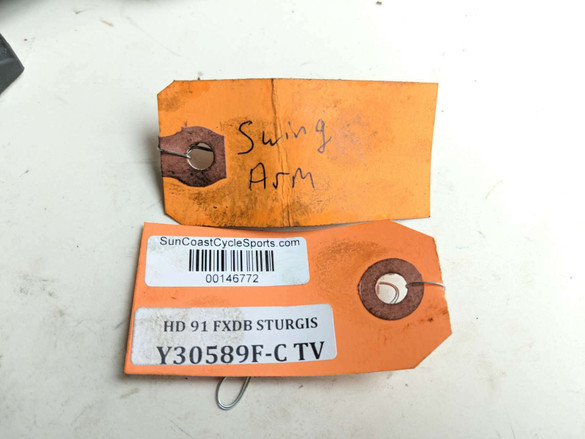 Swing
Arm
SunCoastCycleSports.com
00146772
HD 91 FXDB STURGIS
Y30589F-C TV